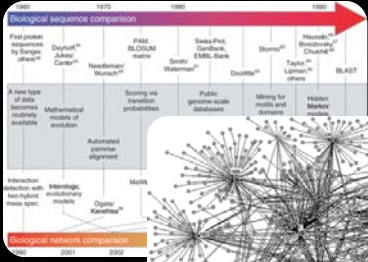 1960 1970 1980 1990
Biological sequence comparison
First protein
sequences
by Sanger,
others
Dayhoff,
Jukes/
Cantor
Needleman/
Wunsch
PAM,
BLOSUM
matrix
Smith/
Waterman
Swiss-Prot,
GenBank,
EMBL-Bank
Doolittle
Stormo
Taylor,
Lipman,
others
Haussler,
Borodovsky,
Church
BLAST
A new type
of data
becomes
routinely
available
Mathematical
models of
evolution
Automated
pairwise
alignment
Scoring via
transition
probabilities
Public
genome-scale
databases
Mining for
motifs and
domains
Hidden
Markov
models
Interaction
detection with
two-hybrid
mass spec.
Interology,
evolutionary
models
Ogata/
Kanehisa
MaW
Biological network comparison
1990 2001 2002